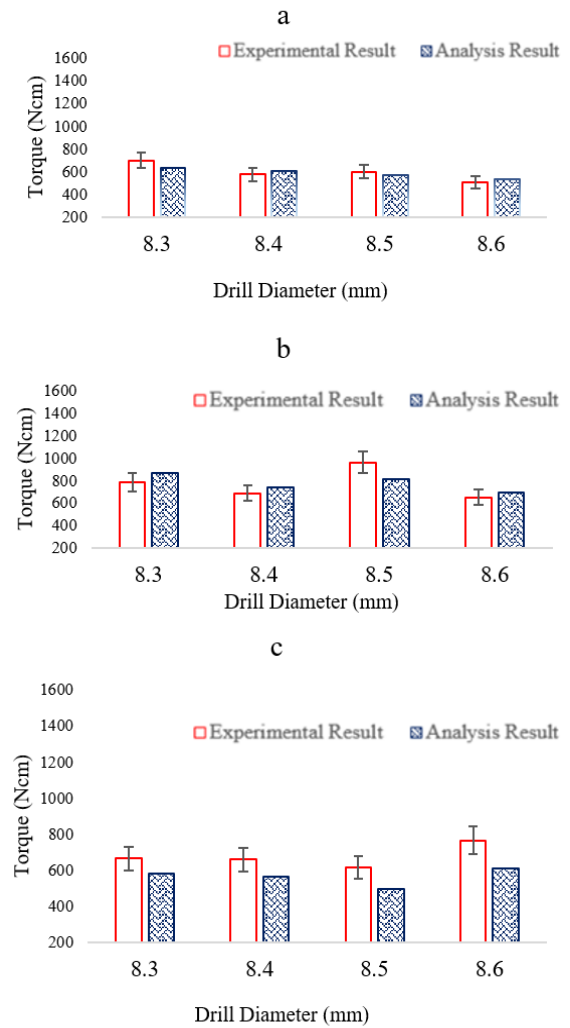 a
Experimental Result Analysis Result
1600
1400
1200
1000
800
600
400
200
Torque (Ncm)
8.3 8.4 8.5 8.6
Drill Diameter (mm)
b
Experimental Result Analysis Result
1600
1400
1200
1000
800
600
400
200
Torque (Ncm)
8.3 8.4 8.5 8.6
Drill Diameter (mm)
c
Experimental Result Analysis Result
1600
1400
1200
1000
800
600
400
200
Torque (Ncm)
8.3 8.4 8.5 8.6
Drill Diameter (mm)